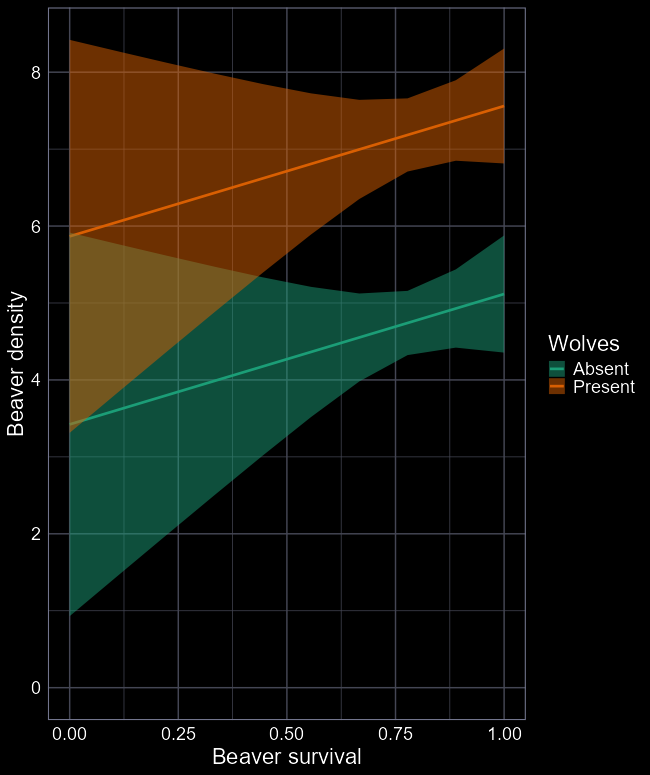 8
6
4
2
0
Beaver density
0.00 0.25 0.50 0.75 1.00
Beaver survival
Wolves
Absent
Present